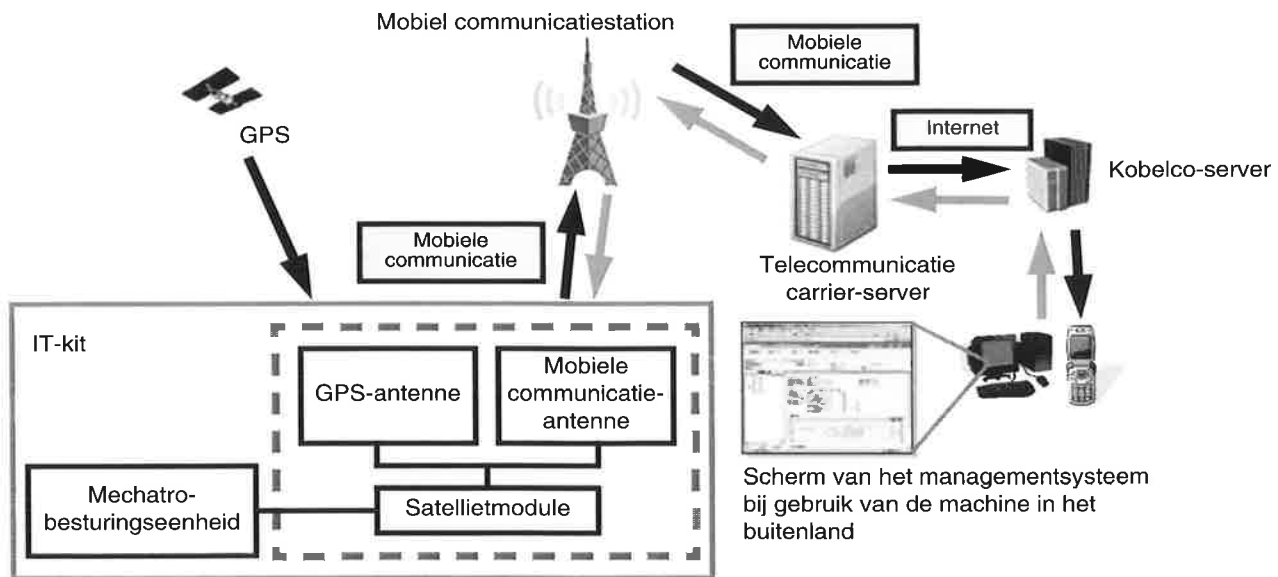 Mobiel communicatiestation
Mobiele
communicatie
GPS
Internet
Kobelco-server
Mobiele
communicatie
Telecommunicatie
carrier-server
IT-kit
GPS-antenne
Mobiele
communicatie-
antenne
Mechatro-
besturingseenheid
Satellietmodule
Scherm van het managementsysteem
bij gebruik van de machine in het
buitenland